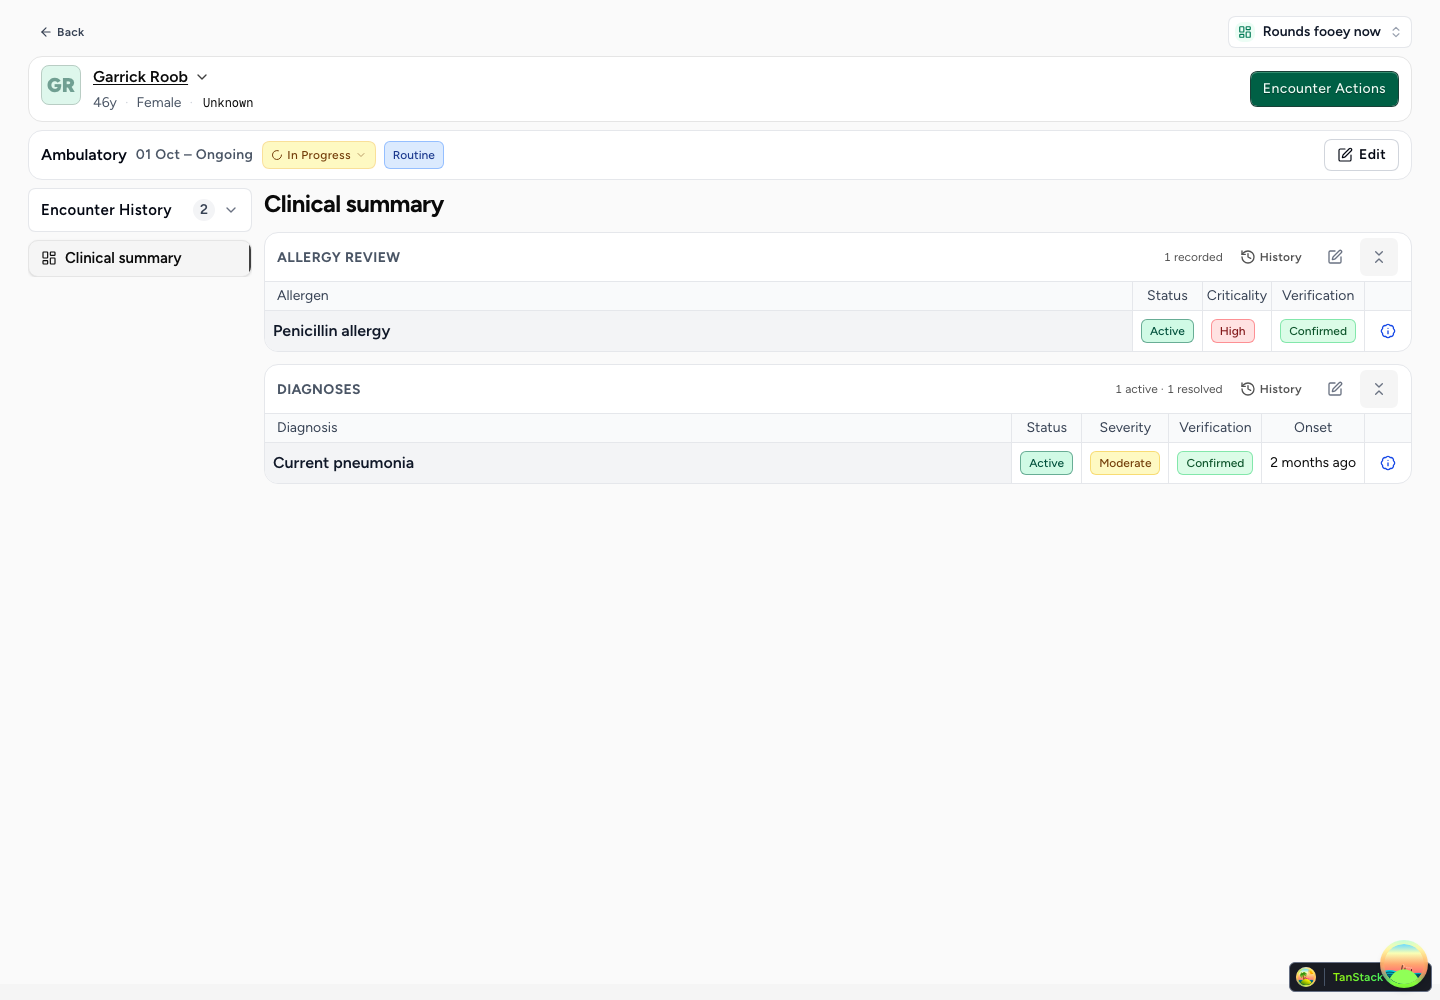 Back
Rounds fooey now
GR
Garrick Roob
46y · Female · Unknown
Encounter Actions
Ambulatory 01 Oct – Ongoing In Progress Routine
Edit
Encounter History 2
Clinical summary
Clinical summary
ALLERGY REVIEW
1 recorded History
Allergen Status Criticality Verification
Penicillin allergy Active High Confirmed
DIAGNOSES
1 active · 1 resolved History
Diagnosis Status Severity Verification Onset
Current pneumonia Active Moderate Confirmed 2 months ago
TanStack